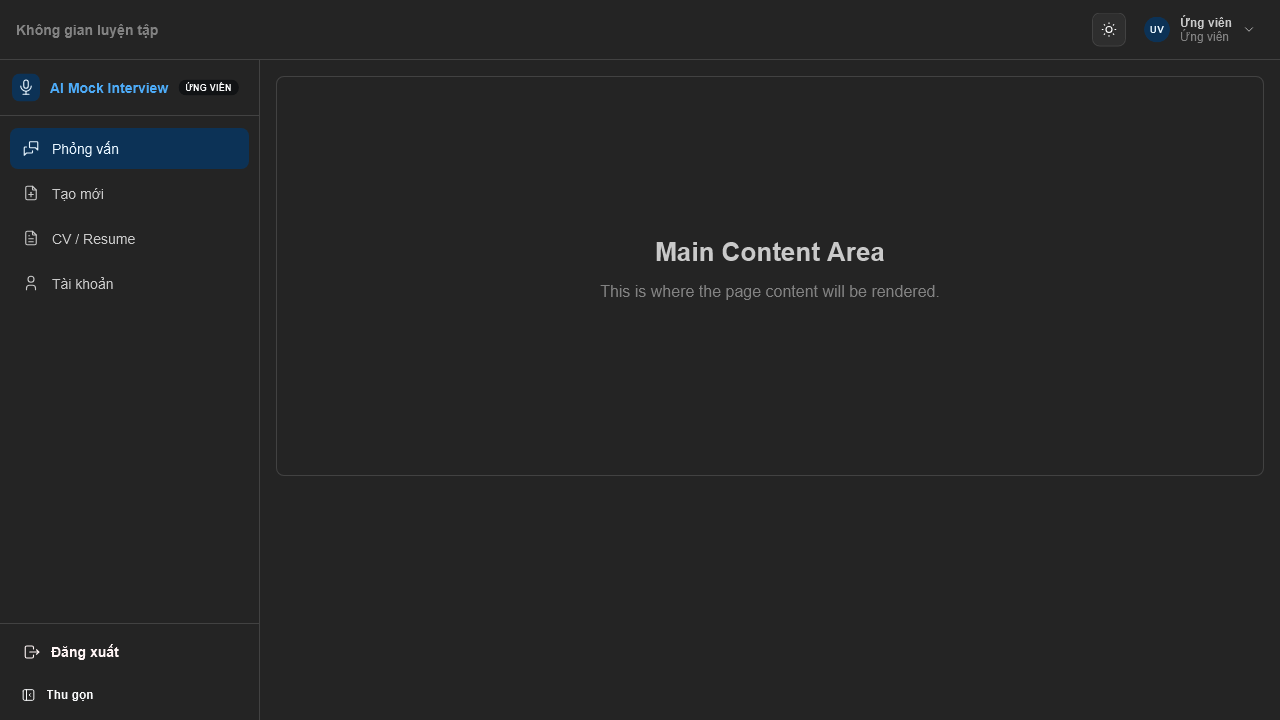 Không gian luyện tập
UV
Ứng viên
Ứng viên
AI Mock Interview
ỨNG VIÊN
Phỏng vấn
Tạo mới
CV / Resume
Tài khoản
Main Content Area
This is where the page content will be rendered.
Đăng xuất
Thu gọn